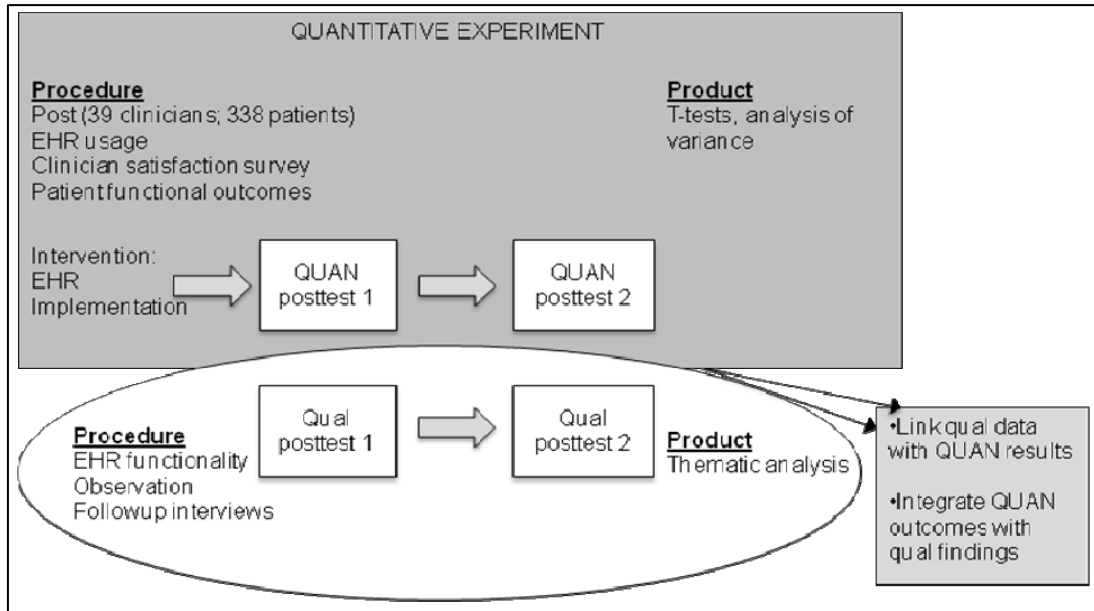 QUANTITATIVE EXPERIMENT
Procedure
Post (39 clinicians; 338 patients)
EHR usage
Clinician satisfaction survey
Patient functional outcomes
Product
T-tests, analysis of
variance
Intervention:
EHR
Implementation
QUAN
posttest 1
QUAN
posttest 2
Procedure
EHR functionality
Observation
Followup interviews
Qual
posttest 1
Qual
posttest 2
Product
Thematic analysis
•Link qual data
with QUAN results
•Integrate QUAN
outcomes with
qual findings